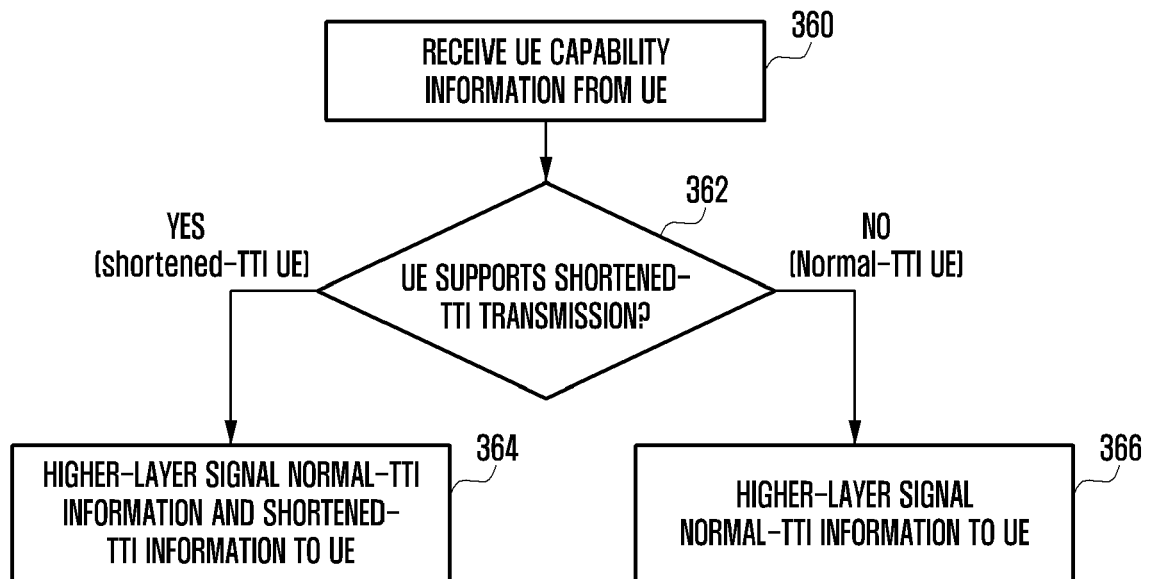 360
RECEIVE UE CAPABILITY
INFORMATION FROM UE
362
YES
(shortened-TTI UE)
NO
(Normal-TTI UE)
UE SUPPORTS SHORTENED-
TTI TRANSMISSION?
364
HIGHER-LAYER SIGNAL NORMAL-TTI
INFORMATION AND SHORTENED-
TTI INFORMATION TO UE
366
HIGHER-LAYER SIGNAL
NORMAL-TTI INFORMATION TO UE